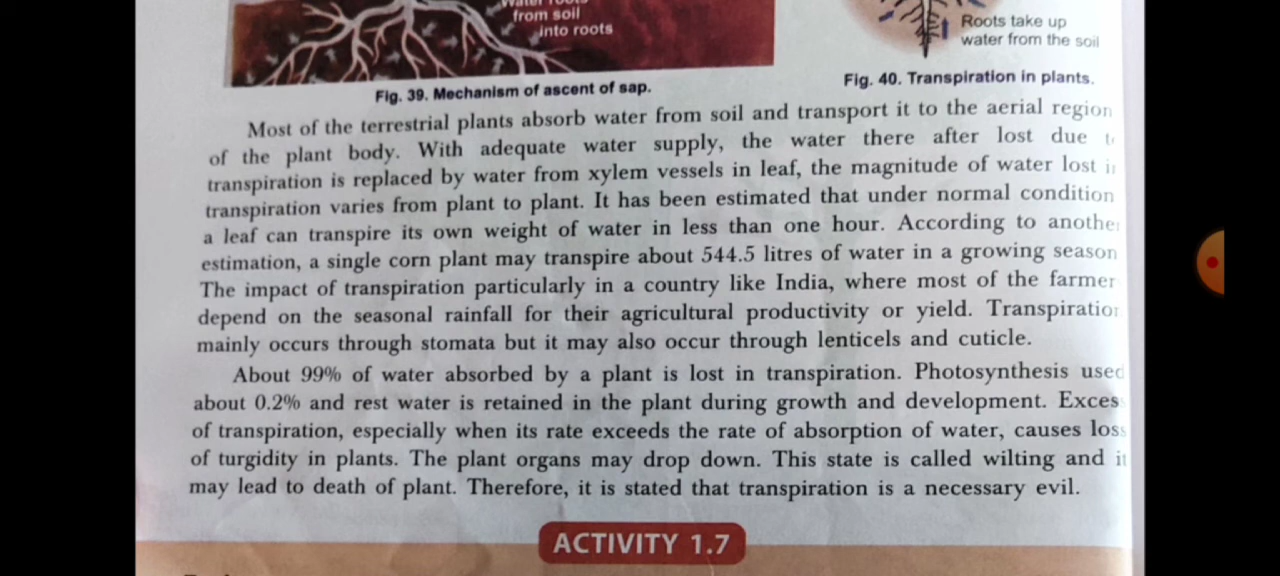 from soil
into roots
Roots take up
water from the soil
Fig. 39. Mechanism of ascent of sap.
Fig. 40. Transpiration in plants.
Most of the terrestrial plants absorb water from soil and transport it to the aerial region
of the plant body. With adequate water supply, the water there after lost due
transpiration is replaced by water from xylem vessels in leaf, the magnitude of water lost
transpiration varies from plant to plant. It has been estimated that under normal condition
a leaf can transpire its own weight of water in less than one hour. According to another
estimation, a single corn plant may transpire about 544.5 litres of water in a growing season
The impact of transpiration particularly in a country like India, where most of the farmer
depend on the seasonal rainfall for their agricultural productivity or yield. Transpiration
mainly occurs through stomata but it may also occur through lenticels and cuticle.
About 99% of water absorbed by a plant is lost in transpiration. Photosynthesis used
about 0.2% and rest water is retained in the plant during growth and development. Exces
of transpiration, especially when its rate exceeds the rate of absorption of water, causes loss
of turgidity in plants. The plant organs may drop down. This state is called wilting and it
may lead to death of plant. Therefore, it is stated that transpiration is a necessary evil.
ACTIVITY 1.7